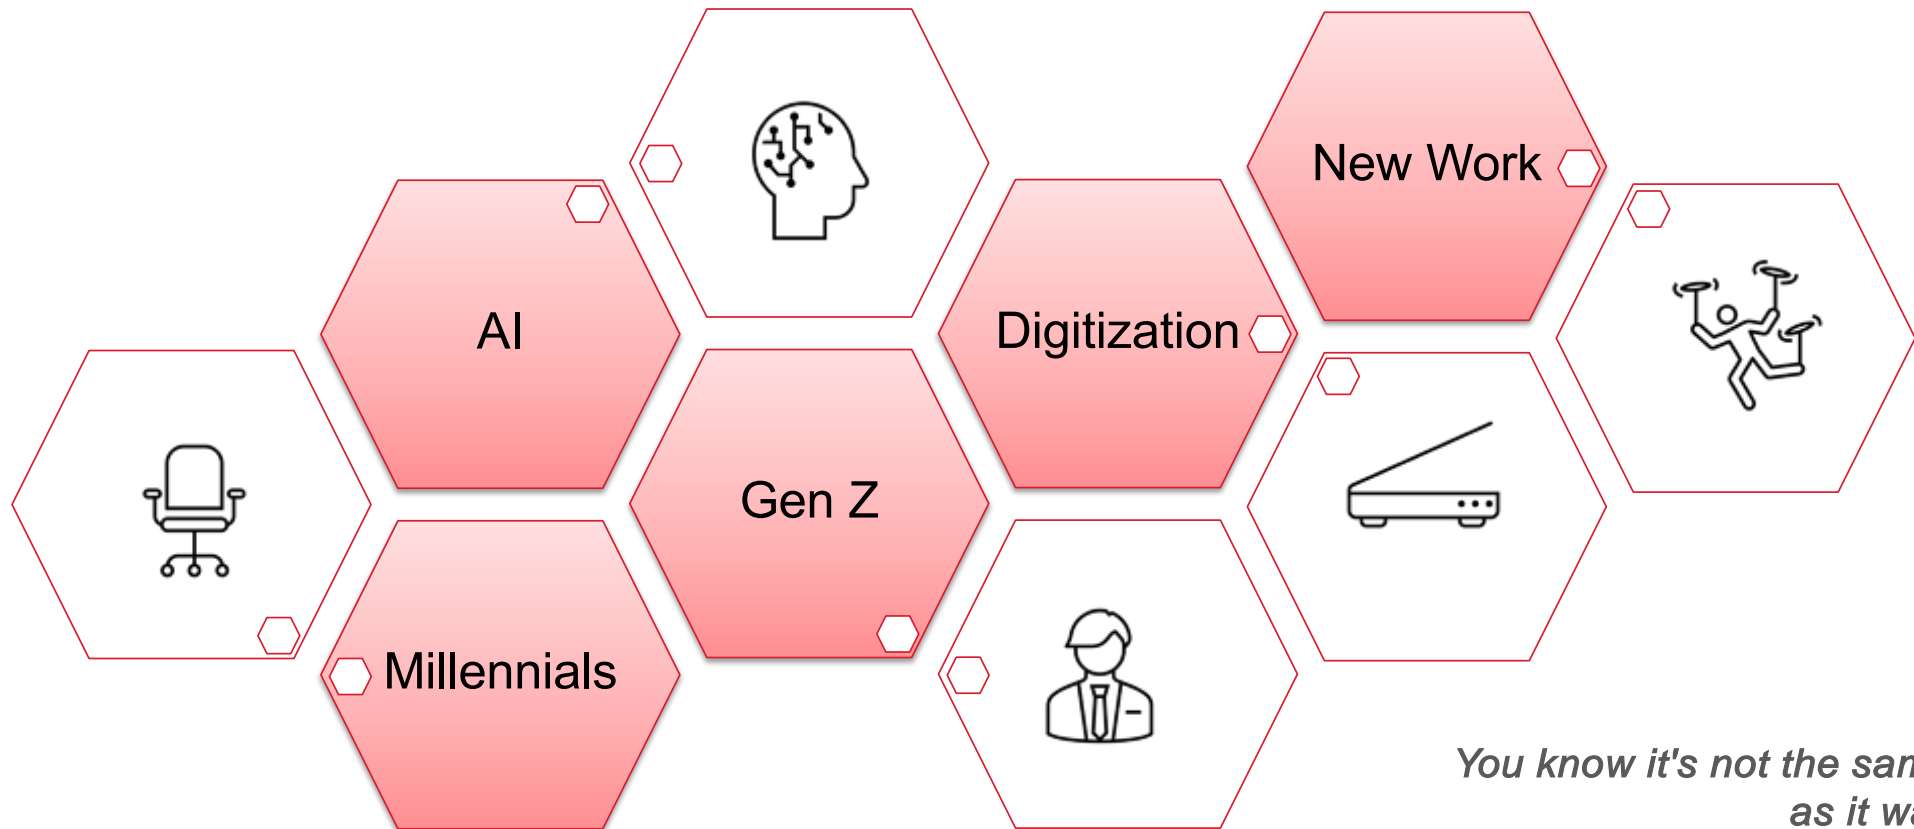 New Work
AI
Digitization
Gen Z
Millennials
You know it's not the
as it